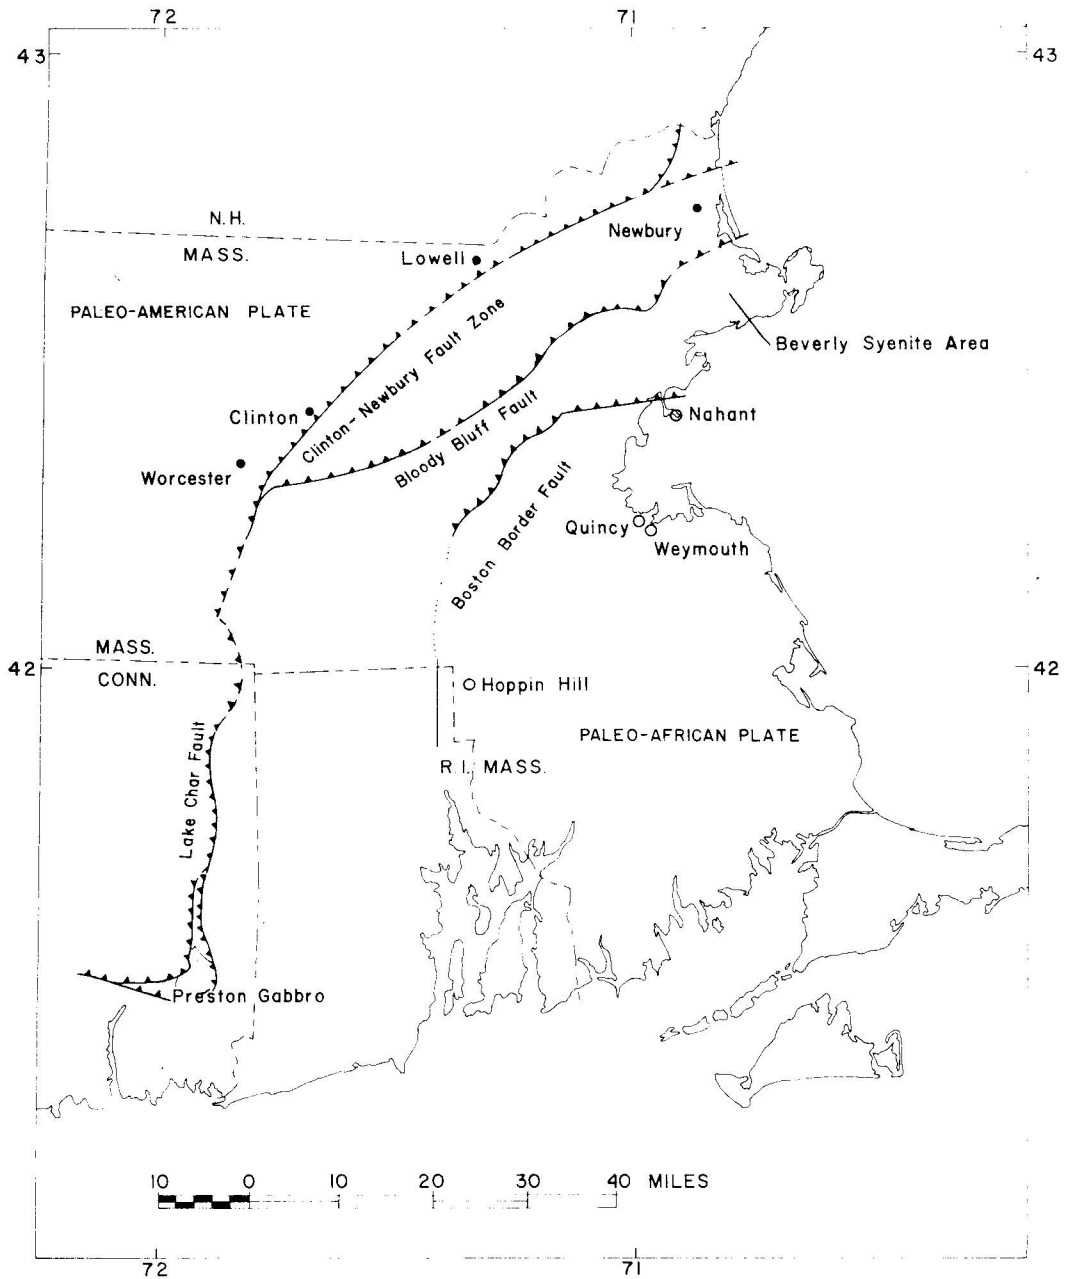 72
71
43
43
N.H.
MASS.
Newbury
Lowell
PALEO-AMERICAN PLATE
Clinton-Newbury Fault Zone
Beverly Syenite Area
Clinton
Bloody Bluff Fault
Nahant
Worcester
Boston Border Fault
Quincy
Weymouth
MASS.
42
42
CONN.
Hoppin Hill
PALEO-AFRICAN PLATE
Lake Char Fault
R.I. MASS.
Preston Gabbro
10 0 10 20 30 40 MILES
72
71